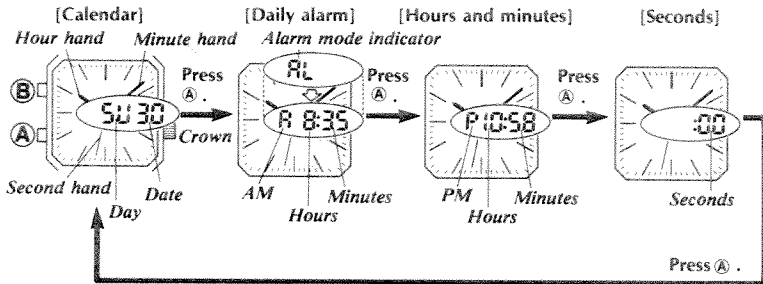 [Calendar] [Daily alarm] [Hours and minutes] [Seconds]
Hour hand Minute hand Alarm mode indicator
AL
B Press Ⓐ. Press Ⓐ. Press Ⓐ.
SU 30 A 8:35 P10:58 :00
A Crown
Second hand Date AM Minutes PM Minutes Seconds
Day Hours Hours
Press Ⓐ.